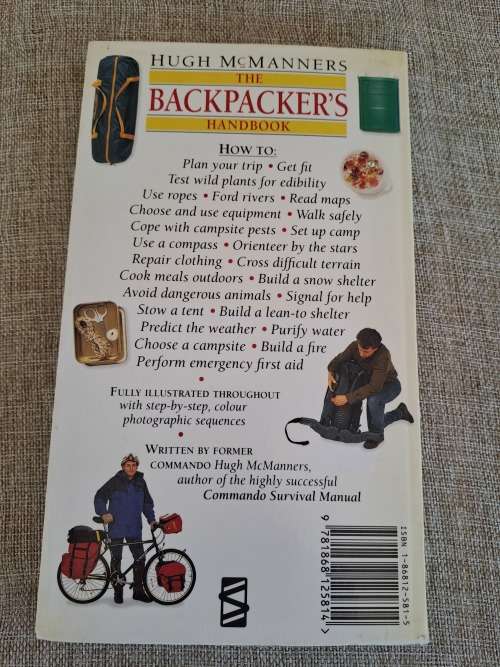 HUGH McMANNERS
THE
BACKPACKER'S
HANDBOOK
HOW TO:
Plan your trip • Get fit
Test wild plants for edibility
Use ropes • Ford rivers • Read maps
Choose and use equipment • Walk safely
Cope with campsite pests • Set up camp
Use a compass • Orienteer by the stars
Repair clothing • Cross difficult terrain
Cook meals outdoors • Build a snow shelter
Avoid dangerous animals • Signal for help
Stow a tent • Build a lean-to shelter
Predict the weather • Purify water
Choose a campsite • Build a fire
Perform emergency first aid
•
FULLY ILLUSTRATED THROUGHOUT
with step-by-step, colour
photographic sequences
•
WRITTEN BY FORMER
COMMANDO Hugh McManners,
author of the highly successful
Commando Survival Manual
ISBN 1-86812-581-5
9 781868 125814 >